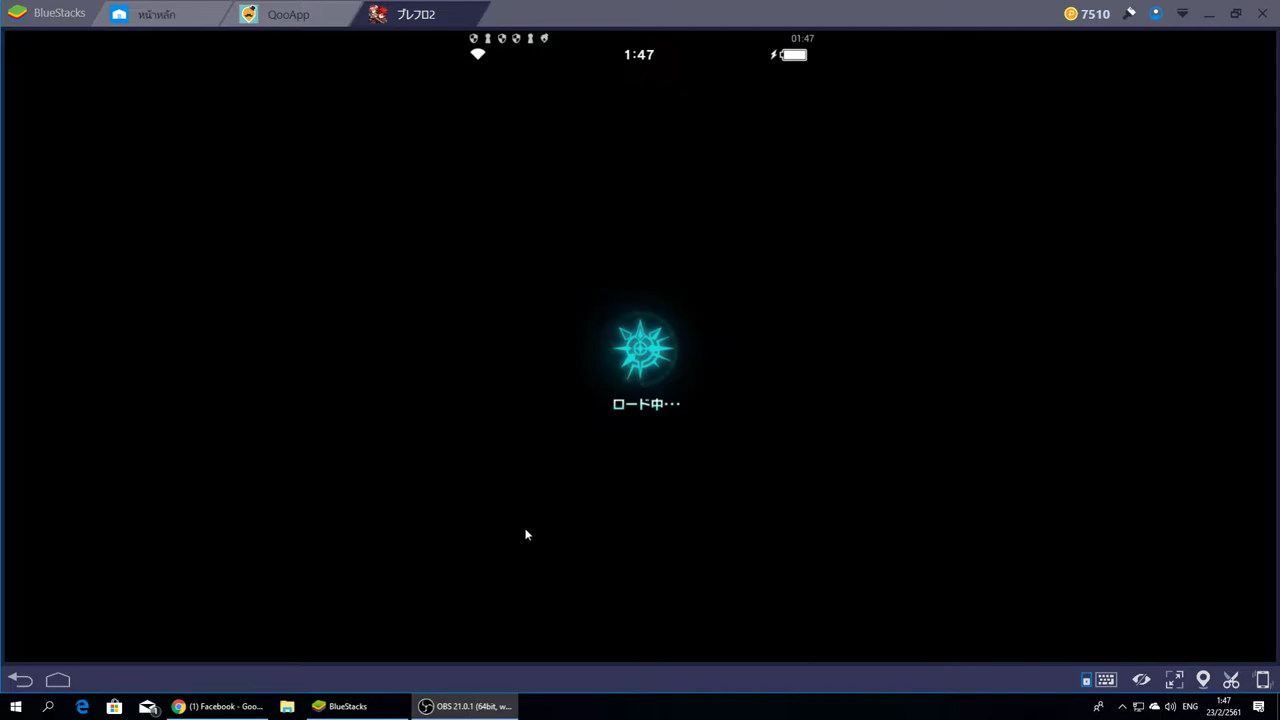 BlueStacks
หน้าหลัก
QooApp
ブレフロ2
7510
01:47
1:47
ロード中・・・
(1) Facebook - Goo...
BlueStacks
OBS 21.0.1 (64bit, w...
ENG
1:47
23/2/2561